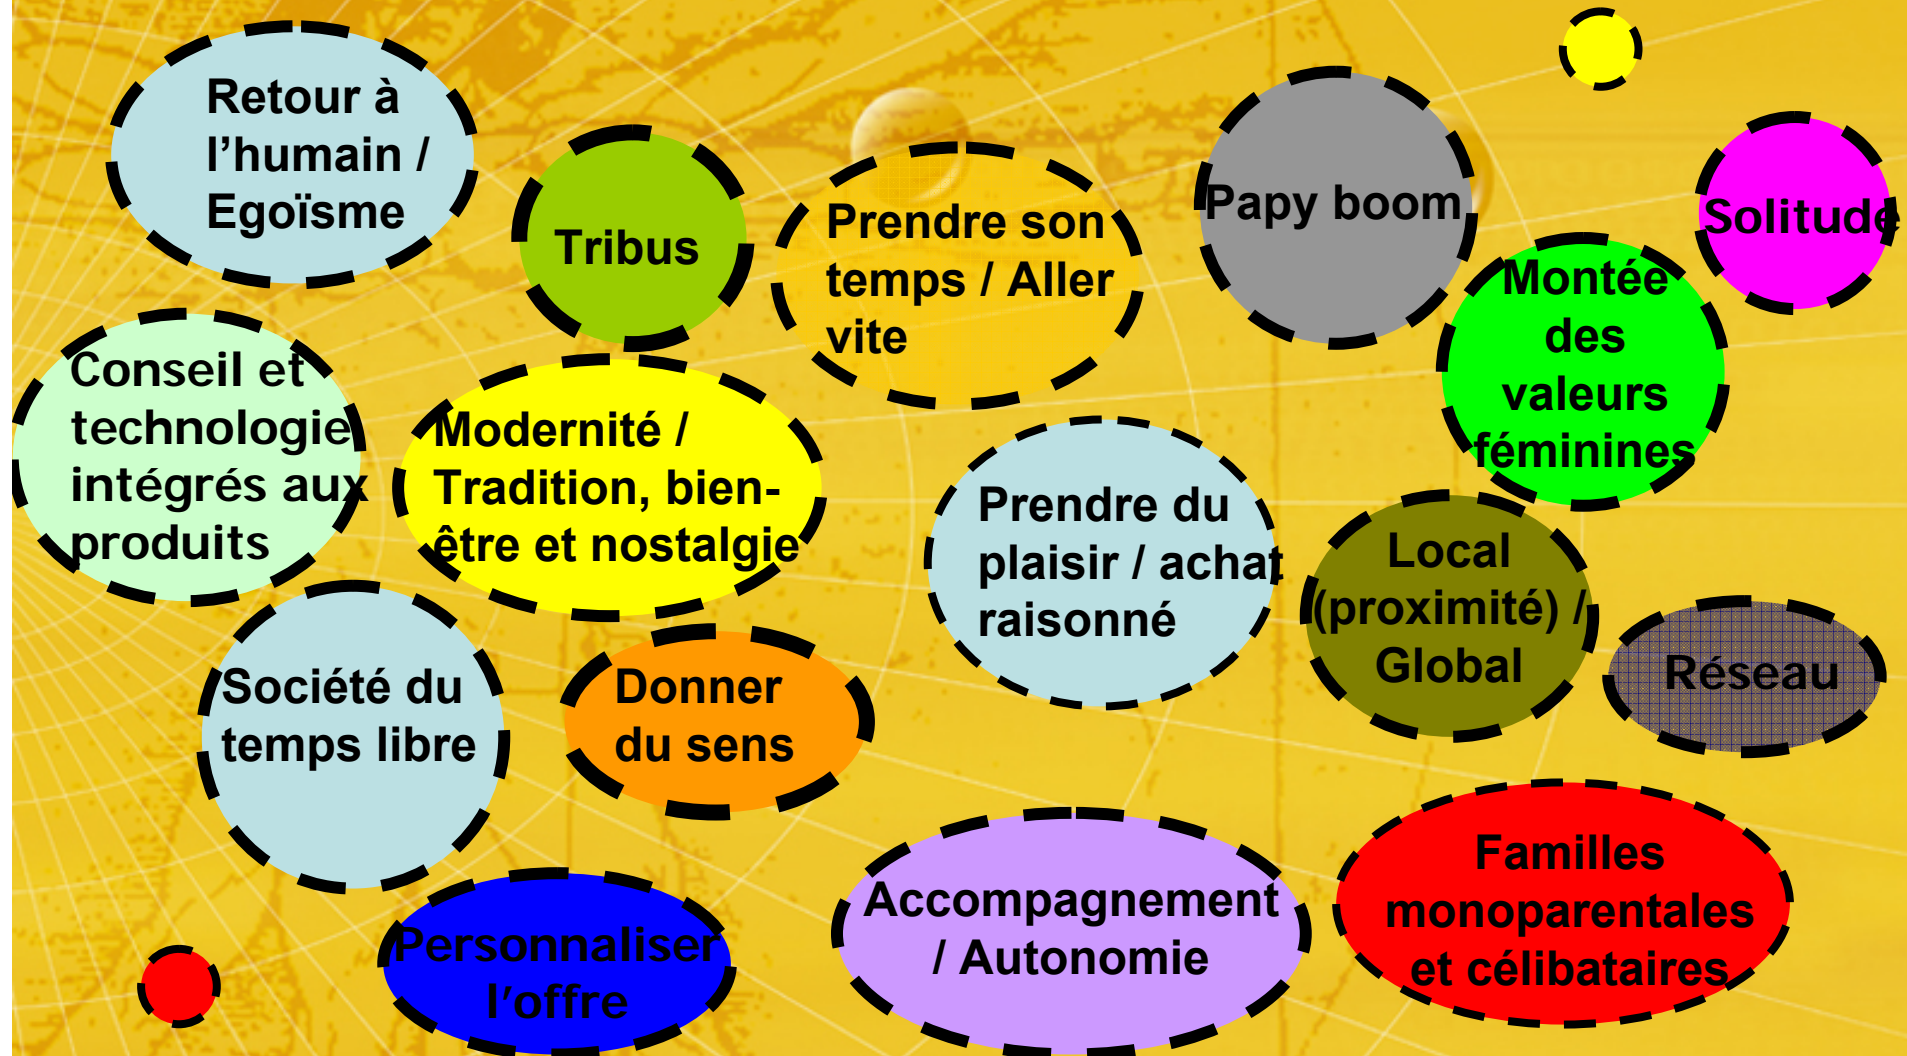 Retour à
l’humain /
Egoïsme
Tribus
Prendre son
temps / Aller
vite
Papy boom
Solitude
Montée
des
valeurs
féminines
Conseil et
technologie
intégrés aux
produits
Modernité /
Tradition, bien-
être et nostalgie
Prendre du
plaisir / achat
raisonné
Local
(proximité) /
Global
Réseau
Société du
temps libre
Donner
du sens
Personnaliser
l’offre
Accompagnement
/ Autonomie
Familles
monoparentales
et célibataires